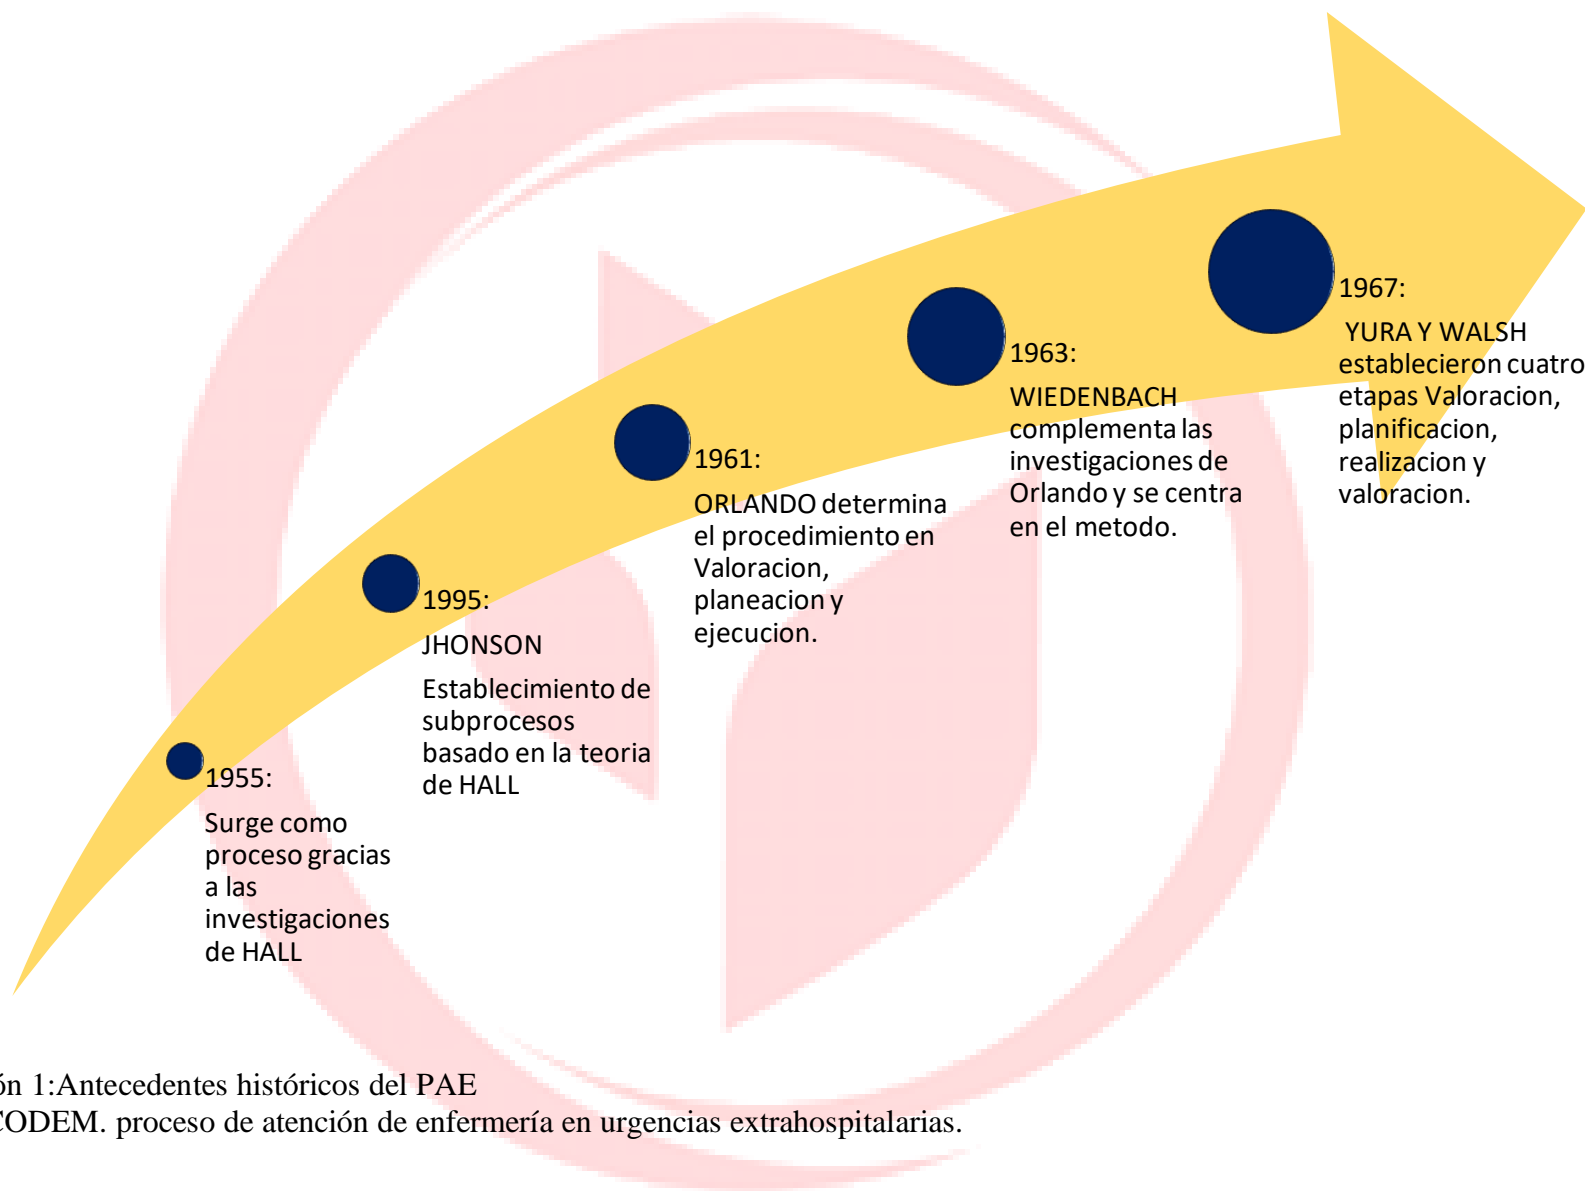 1955:
Surge como
proceso gracias
a las
investigaciones
de HALL
1995:
JHONSON
Establecimiento de
subprocesos
basado en la teoria
de HALL
1961:
ORLANDO determina
el procedimiento en
Valoracion,
planeacion y
ejecucion.
1963:
WIEDENBACH
complementa las
investigaciones de
Orlando y se centra
en el metodo.
1967:
YURA Y WALSH
establecieron cuatro
etapas Valoracion,
planificacion,
realizacion y
valoracion.
ón 1:Antecedentes históricos del PAE
CODEM. proceso de atención de enfermería en urgencias extrahospitalarias.